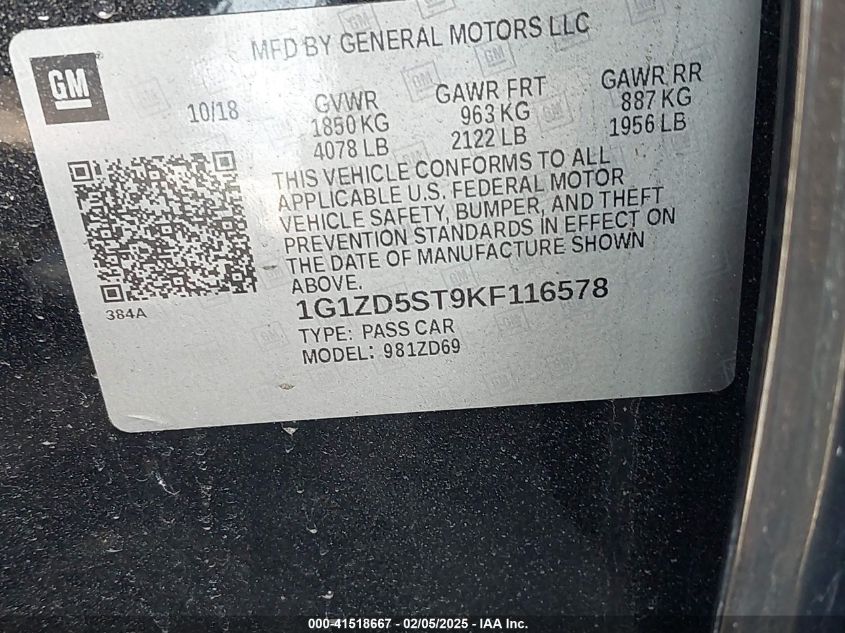 MFD BY GENERAL MOTORS LLC
GM
10/18
GVWR GAWR FRT GAWR RR
1850 KG 963 KG 887 KG
4078 LB 2122 LB 1956 LB
THIS VEHICLE CONFORMS TO ALL
APPLICABLE U.S. FEDERAL MOTOR
VEHICLE SAFETY, BUMPER, AND THEFT
PREVENTION STANDARDS IN EFFECT ON
THE DATE OF MANUFACTURE SHOWN
ABOVE.
384A
1G1ZD5ST9KF116578
TYPE: PASS CAR
MODEL: 981ZD69
000-41518667 - 02/05/2025 - IAA Inc.